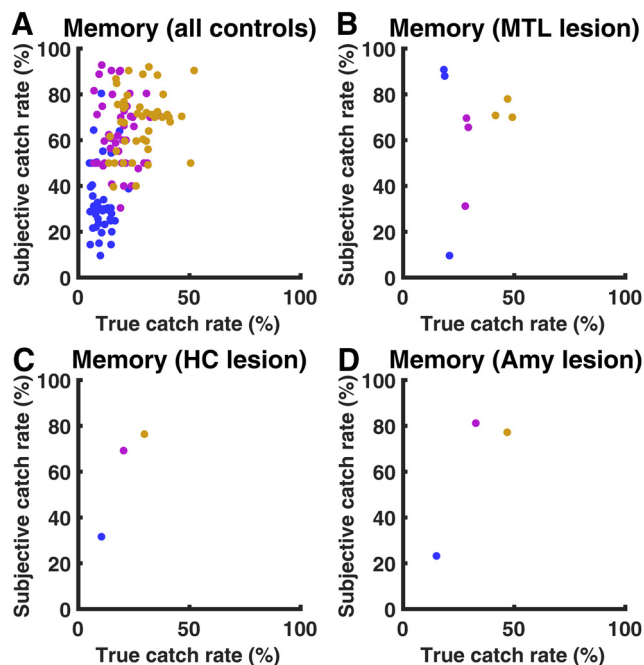 A Memory (all controls)
100
80
60
40
20
0
Subjective catch rate (%)
0 50 100
True catch rate (%)
B Memory (MTL lesion)
100
80
60
40
20
0
Subjective catch rate (%)
0 50 100
True catch rate (%)
C Memory (HC lesion)
100
80
60
40
20
0
Subjective catch rate (%)
0 50 100
True catch rate (%)
D Memory (Amy lesion)
100
80
60
40
20
0
Subjective catch rate (%)
0 50 100
True catch rate (%)